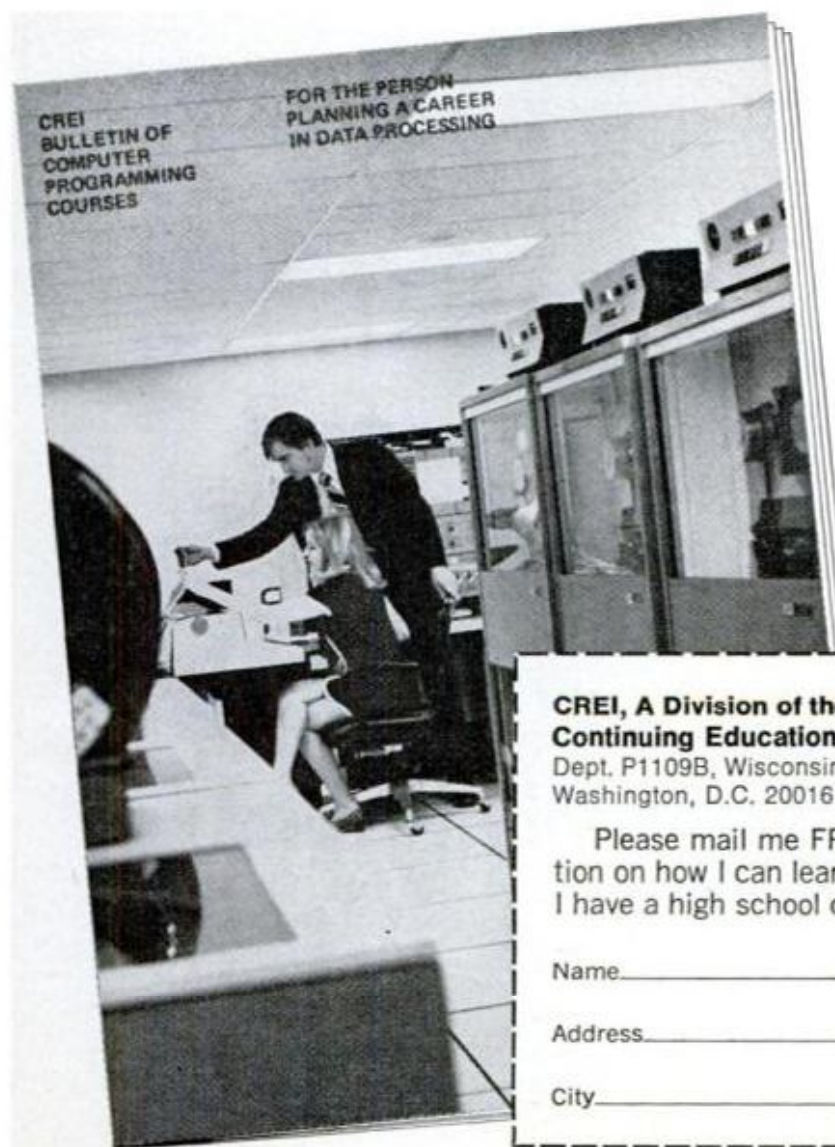 CREI
BULLETIN OF
COMPUTER
PROGRAMMING
COURSES
FOR THE PERSON
PLANNING A CAREER
IN DATA PROCESSING
CREI, A Division of the
Continuing Education
Dept. P1109B, Wisconsin
Washington, D.C. 20016
Please mail me
tion on how I can
I have a high school
Name
Address
City